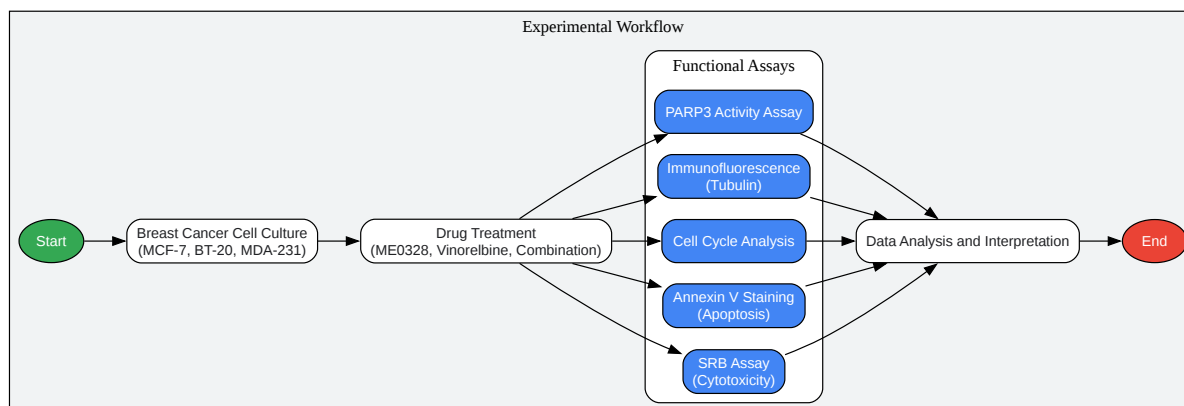 Experimental Workflow
Functional Assays
Start
Breast Cancer Cell Culture
(MCF-7, BT-20, MDA-231)
Drug Treatment
(ME0328, Vinorelbine, Combination)
PARP3 Activity Assay
Immunofluorescence
(Tubulin)
Cell Cycle Analysis
Annexin V Staining
(Apoptosis)
SRB Assay
(Cytotoxicity)
Data Analysis and Interpretation
End